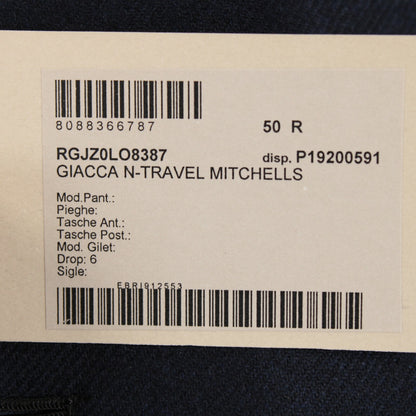 8088366787
50 R
RGJZ0LO8387 disp. P19200591
GIACCA N-TRAVEL MITCHELLS
Mod.Pant.:
Pieghe:
Tasche Ant.:
Tasche Post.:
Mod. Gilet:
Drop: 6
Sigle:
EBRI912553